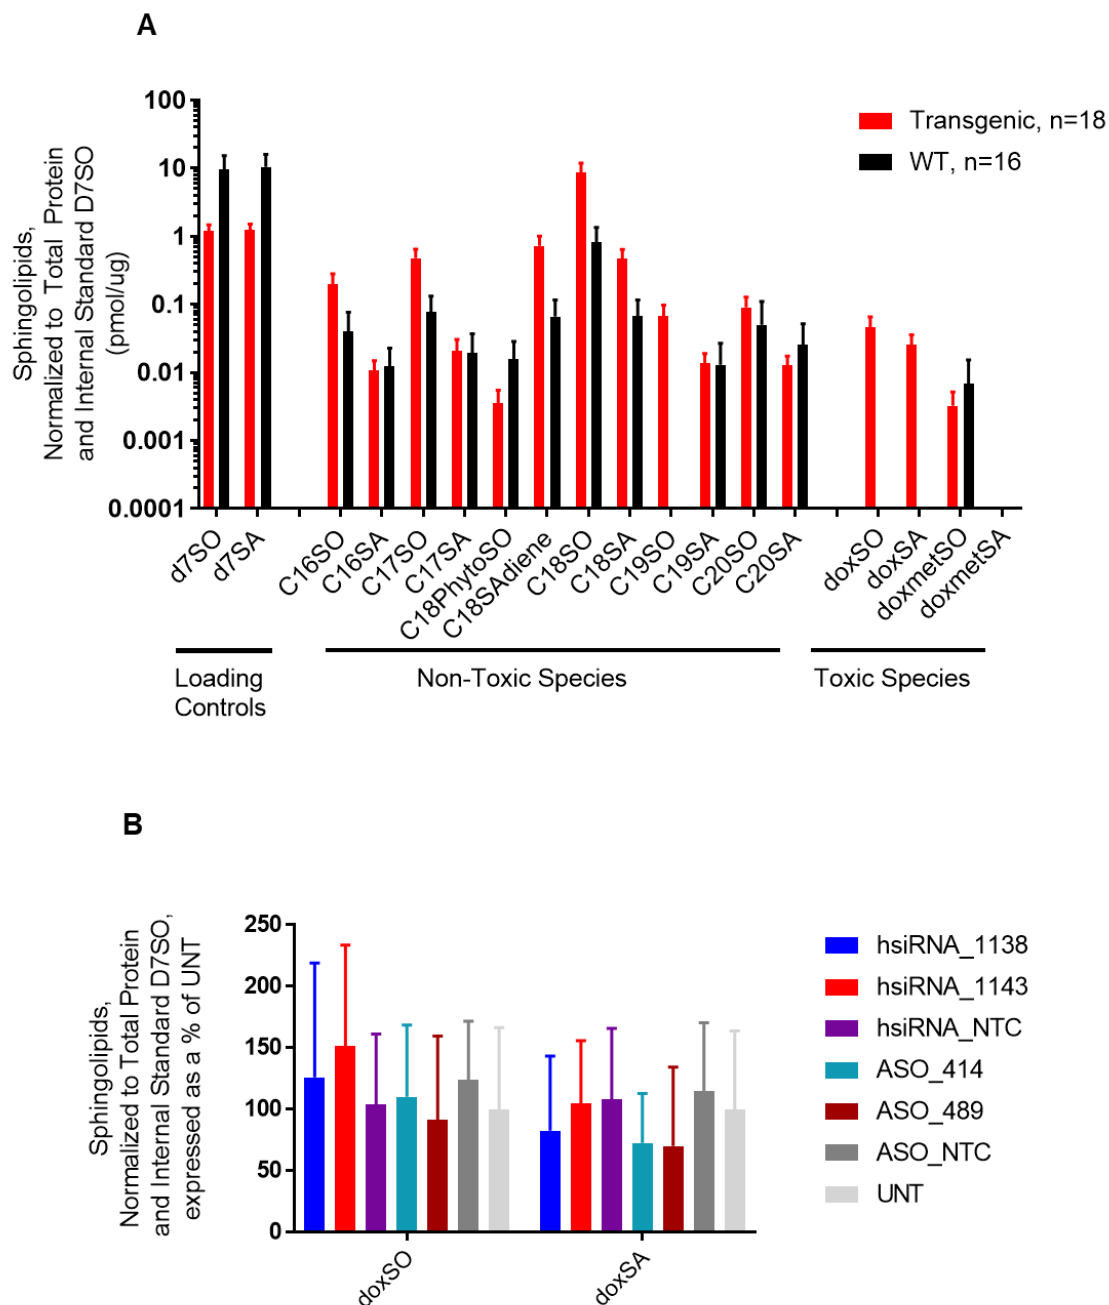 A
Sphingolipids,
Normalized to Total Protein
and Internal Standard D7SO
(pmol/ug)
100
10
1
0.1
0.01
0.001
0.0001
Transgenic, n=18
WT, n=16
d7SO
d7SA
C16SO
C16SA
C17SO
C17SA
C18PhytoSO
C18SAdiene
C18SO
C18SA
C19SO
C19SA
C20SO
C20SA
doxSO
doxSA
doxmetSO
doxmetSA
Loading
Controls
Non-Toxic Species
Toxic Species
B
Sphingolipids,
Normalized to Total Protein
and Internal Standard D7SO,
expressed as a % of UNT
250
200
150
100
50
0
doxSO
doxSA
hsiRNA_1138
hsiRNA_1143
hsiRNA_NTC
ASO_414
ASO_489
ASO_NTC
UNT